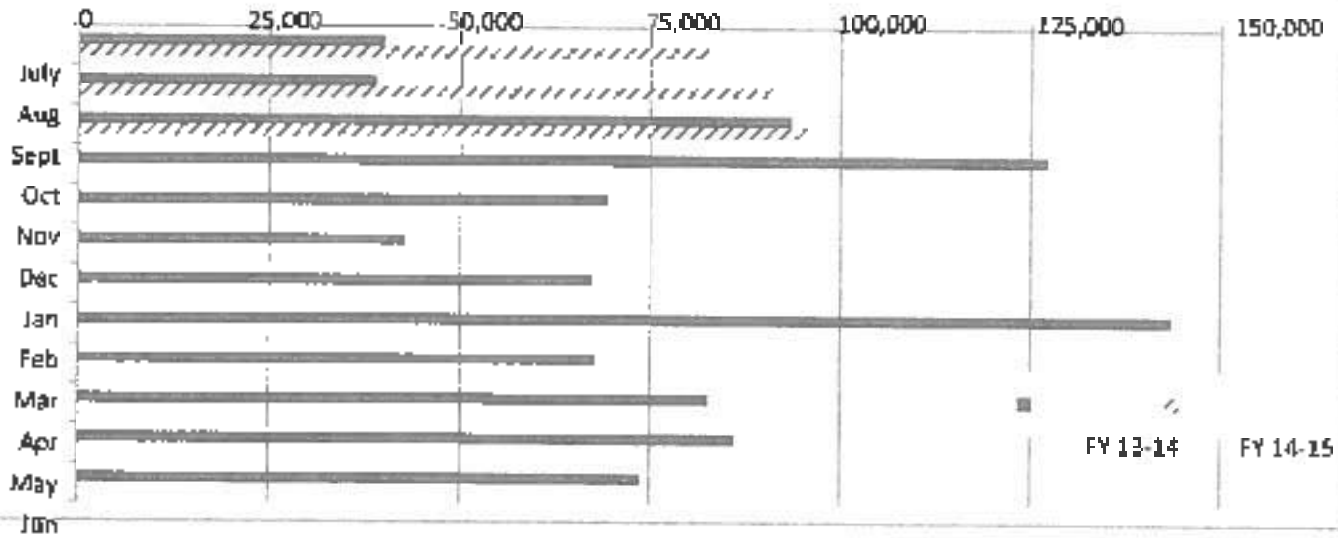 0 25,000 50,000 75,000 100,000 125,000 150,000
July
Aug
Sept
Oct
Nov
Dec
Jan
Feb
Mar
Apr
May
Jun
FY 13-14 FY 14-15